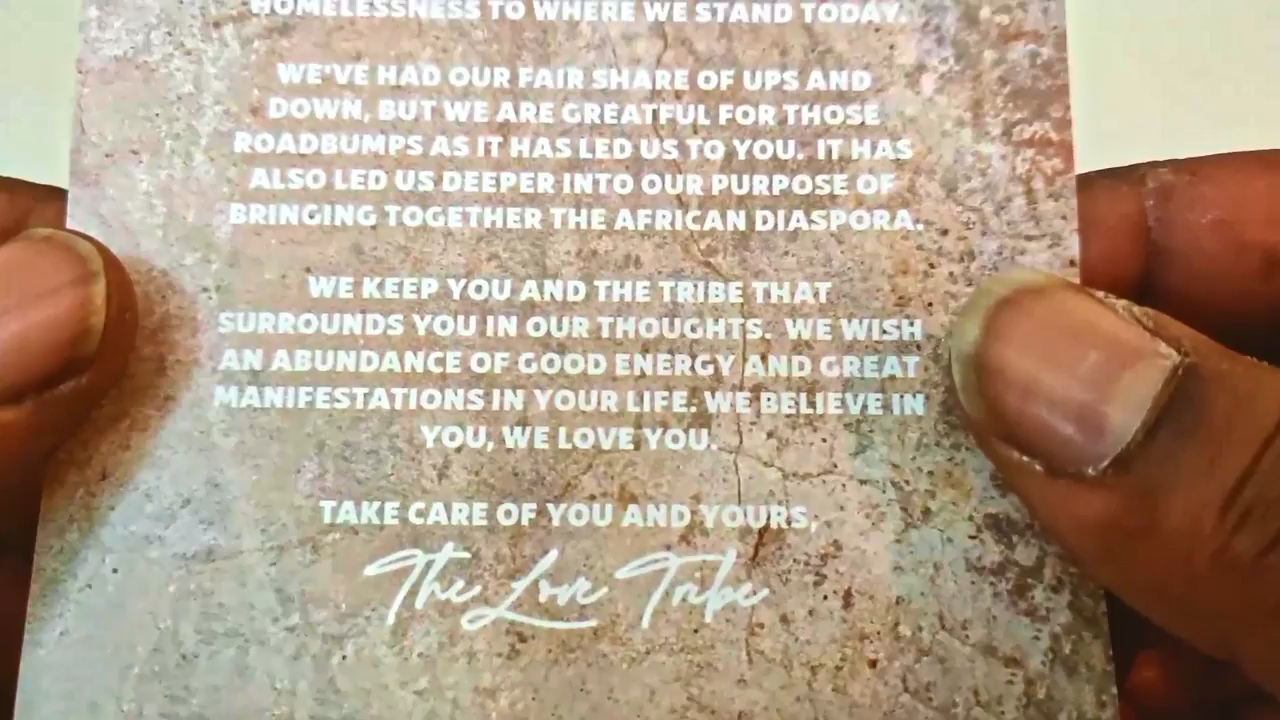 HOMELESSNESS TO WHERE WE STAND TODAY.
WE'VE HAD OUR FAIR SHARE OF UPS AND
DOWN, BUT WE ARE GREATFUL FOR THOSE
ROADBUMPS AS IT HAS LED US TO YOU. IT HAS
ALSO LED US DEEPER INTO OUR PURPOSE OF
BRINGING TOGETHER THE AFRICAN DIASPORA.
WE KEEP YOU AND THE TRIBE THAT
SURROUNDS YOU IN OUR THOUGHTS. WE WISH
AN ABUNDANCE OF GOOD ENERGY AND GREAT
MANIFESTATIONS IN YOUR LIFE. WE BELIEVE IN
YOU, WE LOVE YOU.
TAKE CARE OF YOU AND YOURS,
The Love Tribe